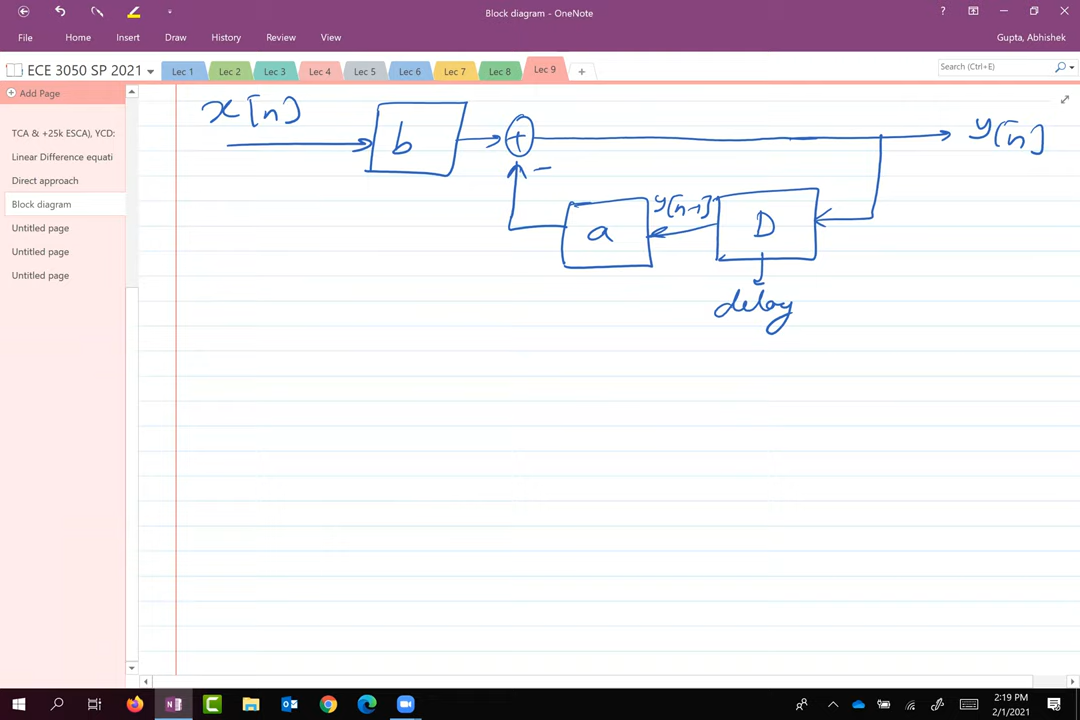 Block diagram - OneNote
?
Gupta, Abhishek
File Home Insert Draw History Review View
ECE 3050 SP 2021
Lec 1 Lec 2 Lec 3 Lec 4 Lec 5 Lec 6 Lec 7 Lec 8 Lec 9 +
Search (Ctrl+E)
Add Page
TCA & +25k ESCA), YCD:
Linear Difference equati
Direct approach
Block diagram
Untitled page
Untitled page
Untitled page
x[n]
b
+
y[n]
-
a
y[n-1]
D
delay
2:19 PM
2/1/2021